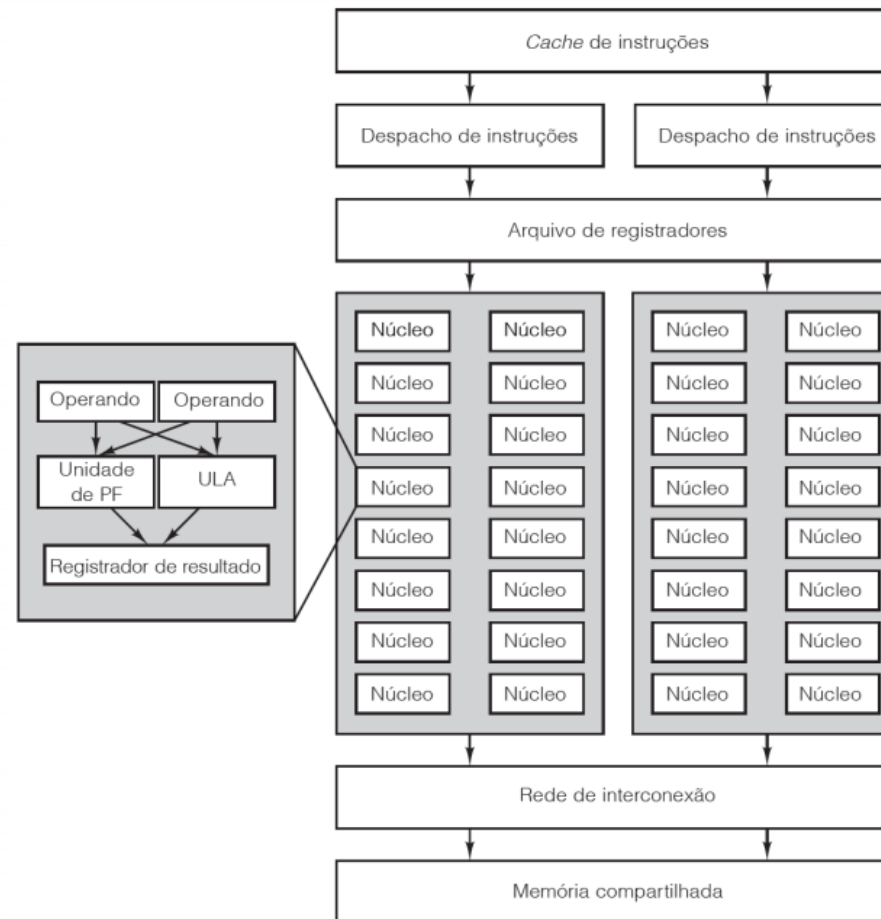 Cache de instruções
Despacho de instruções
Despacho de instruções
Arquivo de registradores
Núcleo Núcleo Núcleo Núcleo
Núcleo Núcleo Núcleo Núcleo
Núcleo Núcleo Núcleo Núcleo
Núcleo Núcleo Núcleo Núcleo
Núcleo Núcleo Núcleo Núcleo
Núcleo Núcleo Núcleo Núcleo
Núcleo Núcleo Núcleo Núcleo
Núcleo Núcleo Núcleo Núcleo
Operando Operando
Unidade
de PF
ULA
Registrador de resultado
Rede de interconexão
Memória compartilhada